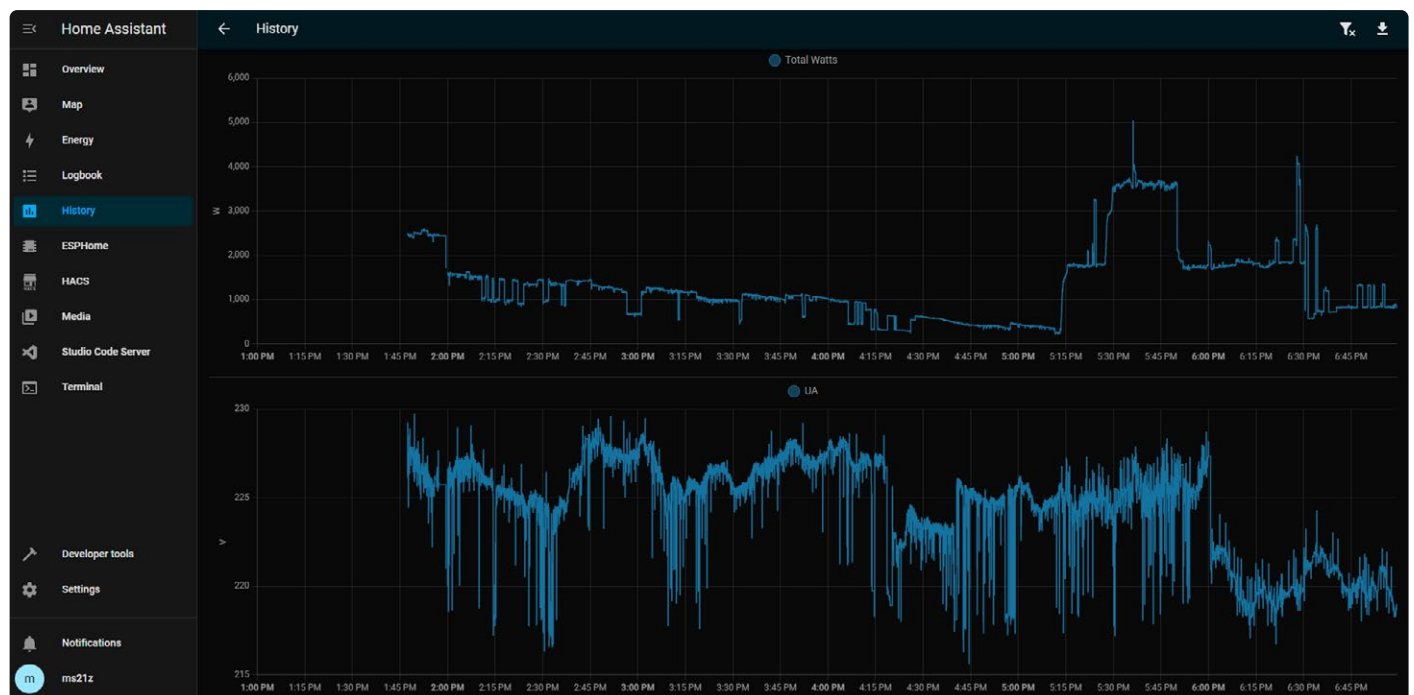 Home Assistant
History
Overview
Map
Energy
Logbook
History
ESPHome
HACS
Media
Studio Code Server
Terminal
Developer tools
Settings
Notifications
m
ms21z
Total Watts
6,000
5,000
4,000
W 3,000
2,000
1,000
0
1:00 PM 1:15 PM 1:30 PM 1:45 PM 2:00 PM 2:15 PM 2:30 PM 2:45 PM 3:00 PM 3:15 PM 3:30 PM 3:45 PM 4:00 PM 4:15 PM 4:30 PM 4:45 PM 5:00 PM 5:15 PM 5:30 PM 5:45 PM 6:00 PM 6:15 PM 6:30 PM 6:45 PM
UA
230
225
V
220
215
1:00 PM 1:15 PM 1:30 PM 1:45 PM 2:00 PM 2:15 PM 2:30 PM 2:45 PM 3:00 PM 3:15 PM 3:30 PM 3:45 PM 4:00 PM 4:15 PM 4:30 PM 4:45 PM 5:00 PM 5:15 PM 5:30 PM 5:45 PM 6:00 PM 6:15 PM 6:30 PM 6:45 PM